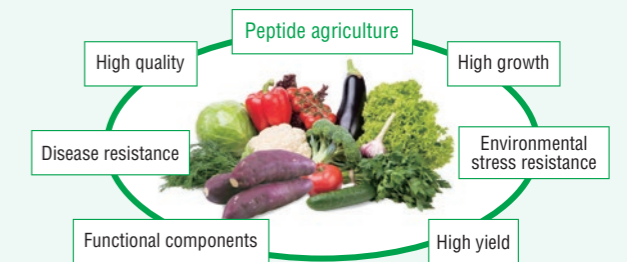 Peptide agriculture
High quality
High growth
Disease resistance
Environmental
stress resistance
Functional components
High yield